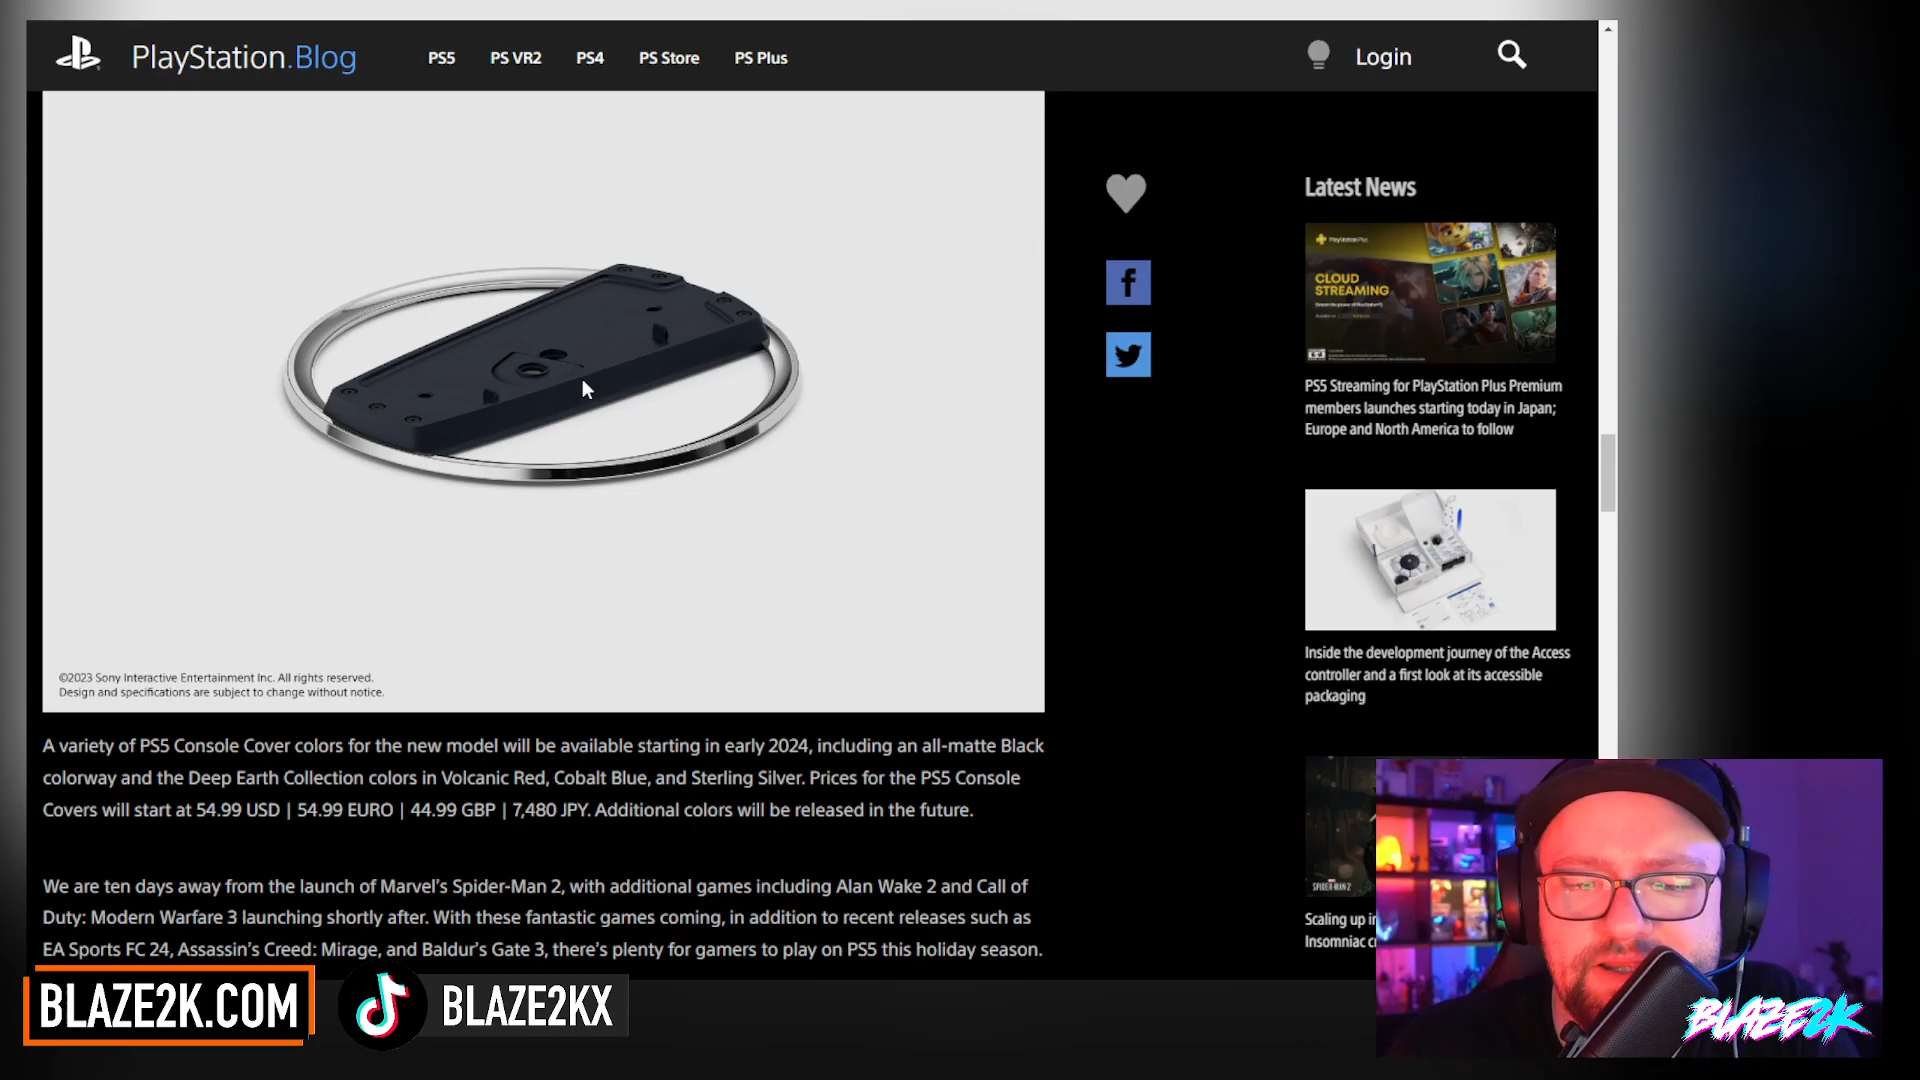 PlayStation.Blog
PS5
PS VR2
PS4
PS Store
PS Plus
Login
Latest News
PlayStation Plus
CLOUD
STREAMING
PS5 Streaming for PlayStation Plus Premium
members launches starting today in Japan;
Europe and North America to follow
Inside the development journey of the Access
controller and a first look at its accessible
packaging
SPIDER-MAN 2
Scaling up
Insomniac
©2023 Sony Interactive Entertainment Inc. All rights reserved.
Design and specifications are subject to change without notice.
A variety of PS5 Console Cover colors for the new model will be available starting in early 2024, including an all-matte Black
colorway and the Deep Earth Collection colors in Volcanic Red, Cobalt Blue, and Sterling Silver. Prices for the PS5 Console
Covers will start at 54.99 USD | 54.99 EURO | 44.99 GBP | 7,480 JPY. Additional colors will be released in the future.
We are ten days away from the launch of Marvel's Spider-Man 2, with additional games including Alan Wake 2 and Call of
Duty: Modern Warfare 3 launching shortly after. With these fantastic games coming, in addition to recent releases such as
EA Sports FC 24, Assassin's Creed: Mirage, and Baldur's Gate 3, there's plenty for gamers to play on PS5 this holiday season.
BLAZE2K.COM
BLAZE2KX
BLAZE2K